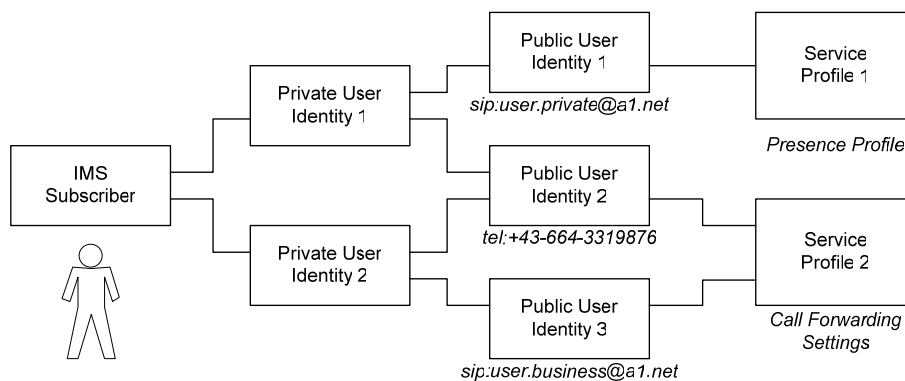 Public User
Identity 1
sip:user.private@a1.net
Service
Profile 1
Presence Profile
Private User
Identity 1
IMS
Subscriber
Public User
Identity 2
tel:+43-664-3319876
Private User
Identity 2
Service
Profile 2
Call Forwarding
Settings
Public User
Identity 3
sip:user.business@a1.net